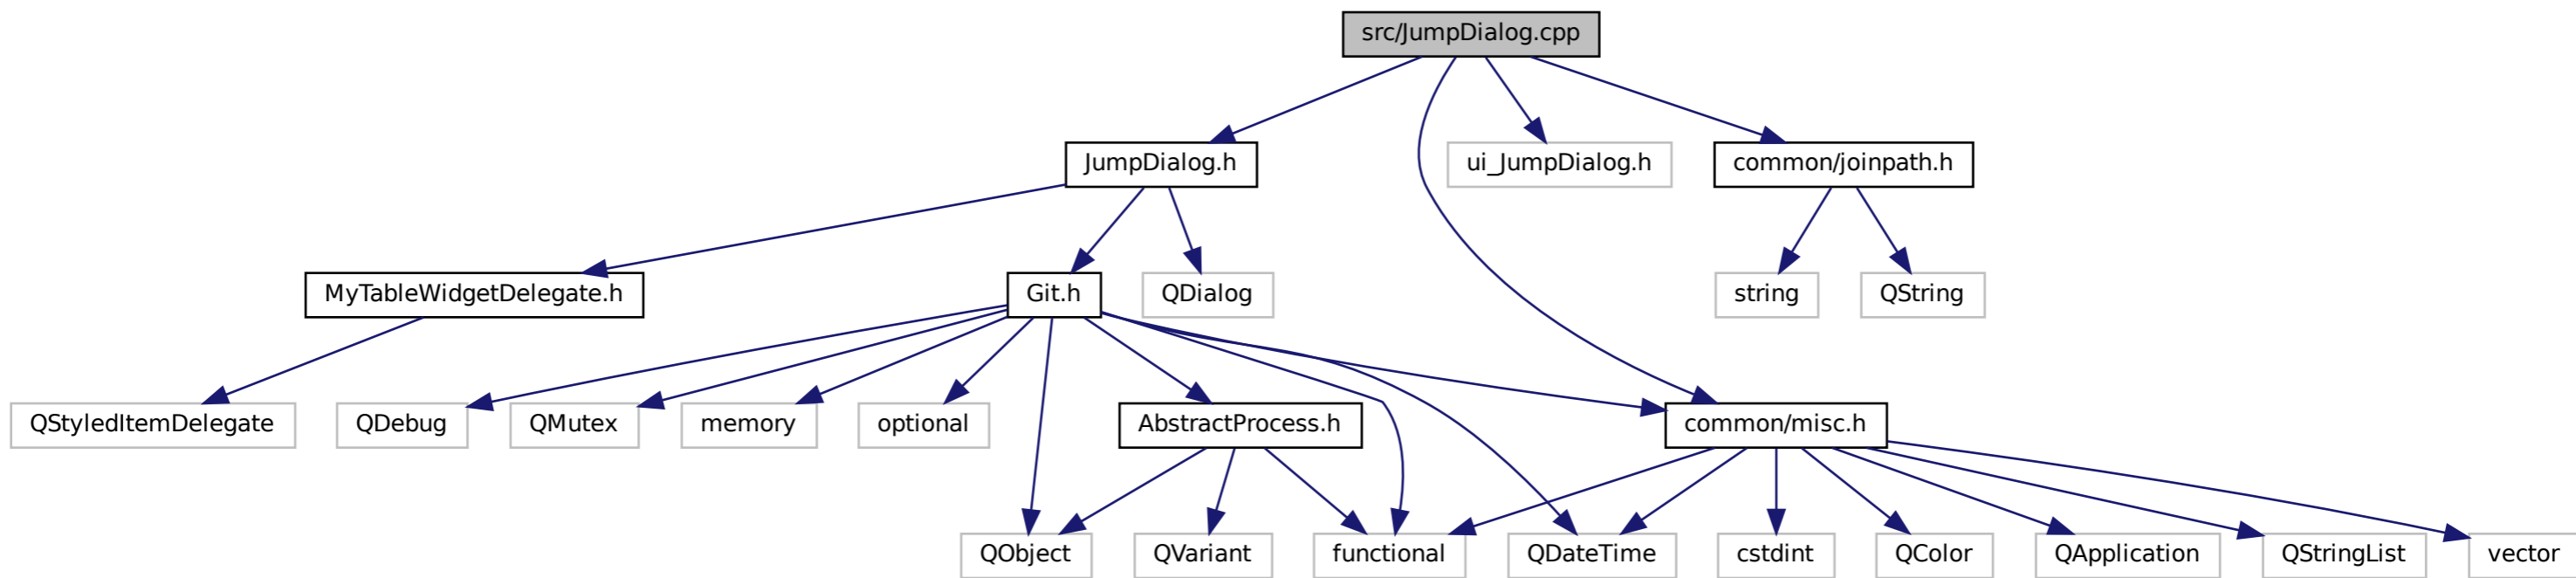 src/JumpDialog.cpp
JumpDialog.h
ui_JumpDialog.h
common/joinpath.h
MyTableWidgetDelegate.h
Git.h
QDialog
string
QString
QStyledItemDelegate
QDebug
QMutex
memory
optional
AbstractProcess.h
common/misc.h
QObject
QVariant
functional
QDateTime
cstdint
QColor
QApplication
QStringList
vector